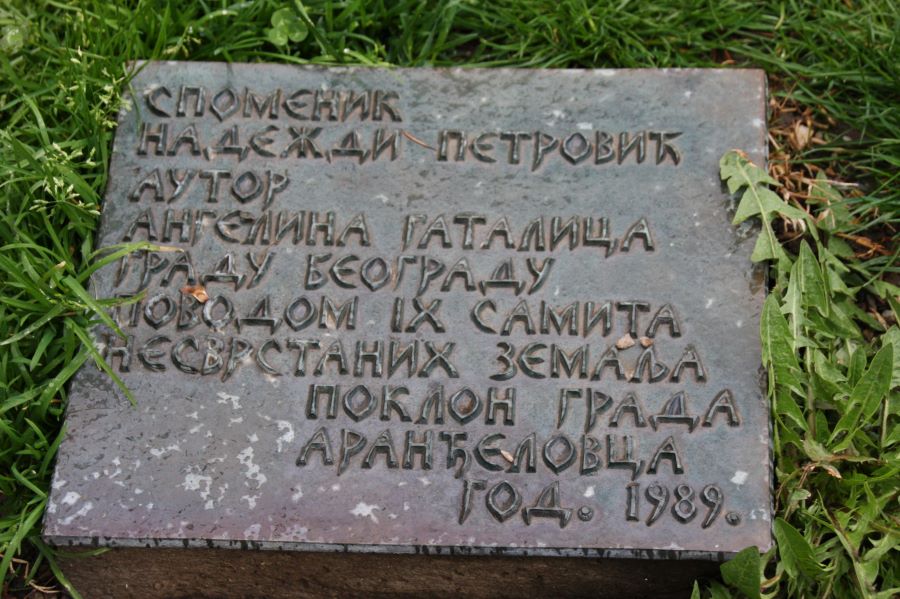 СПОМЕНИК
НАДЕЖДИ ПЕТРОВИЋ
АУТОР
АНГЕЛИНА ГАТАЛИЦА
ГРАДУ БЕОГРАДУ
ПОВОДОМ IX САМИТА
НЕСВРСТАНИХ ЗЕМАЉА
ПОКЛОН ГРАДА
АРАНЂЕЛОВЦА
ГОД. 1989.